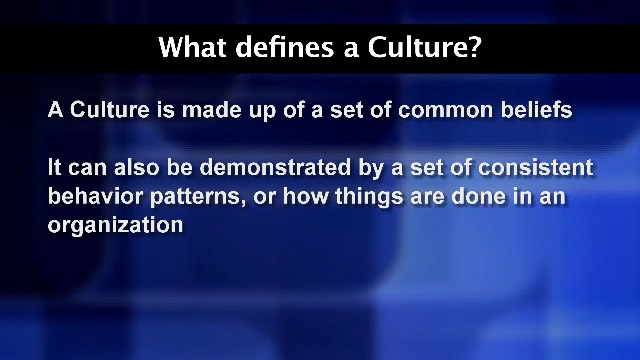 What defines a Culture?
A Culture is made up of a set of common beliefs
It can also be demonstrated by a set of consistent
behavior patterns, or how things are done in an
organization